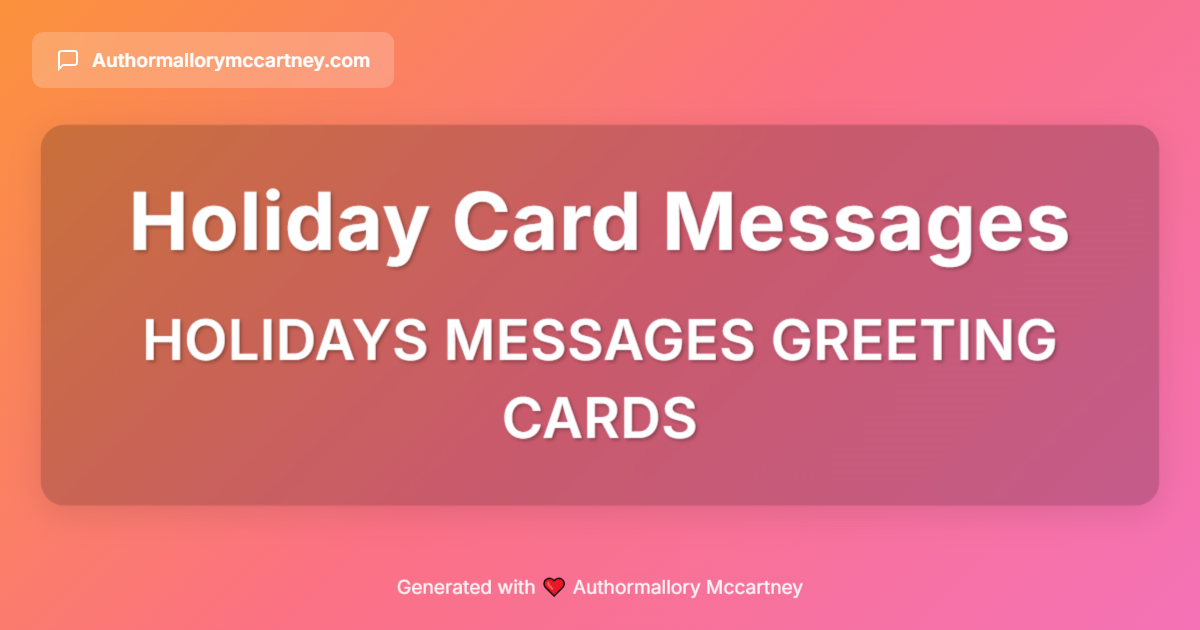 Authormallorymccartney.com
Holiday Card Messages
HOLIDAYS MESSAGES GREETING
CARDS
Generated with ❤️ Authormallory Mccartney